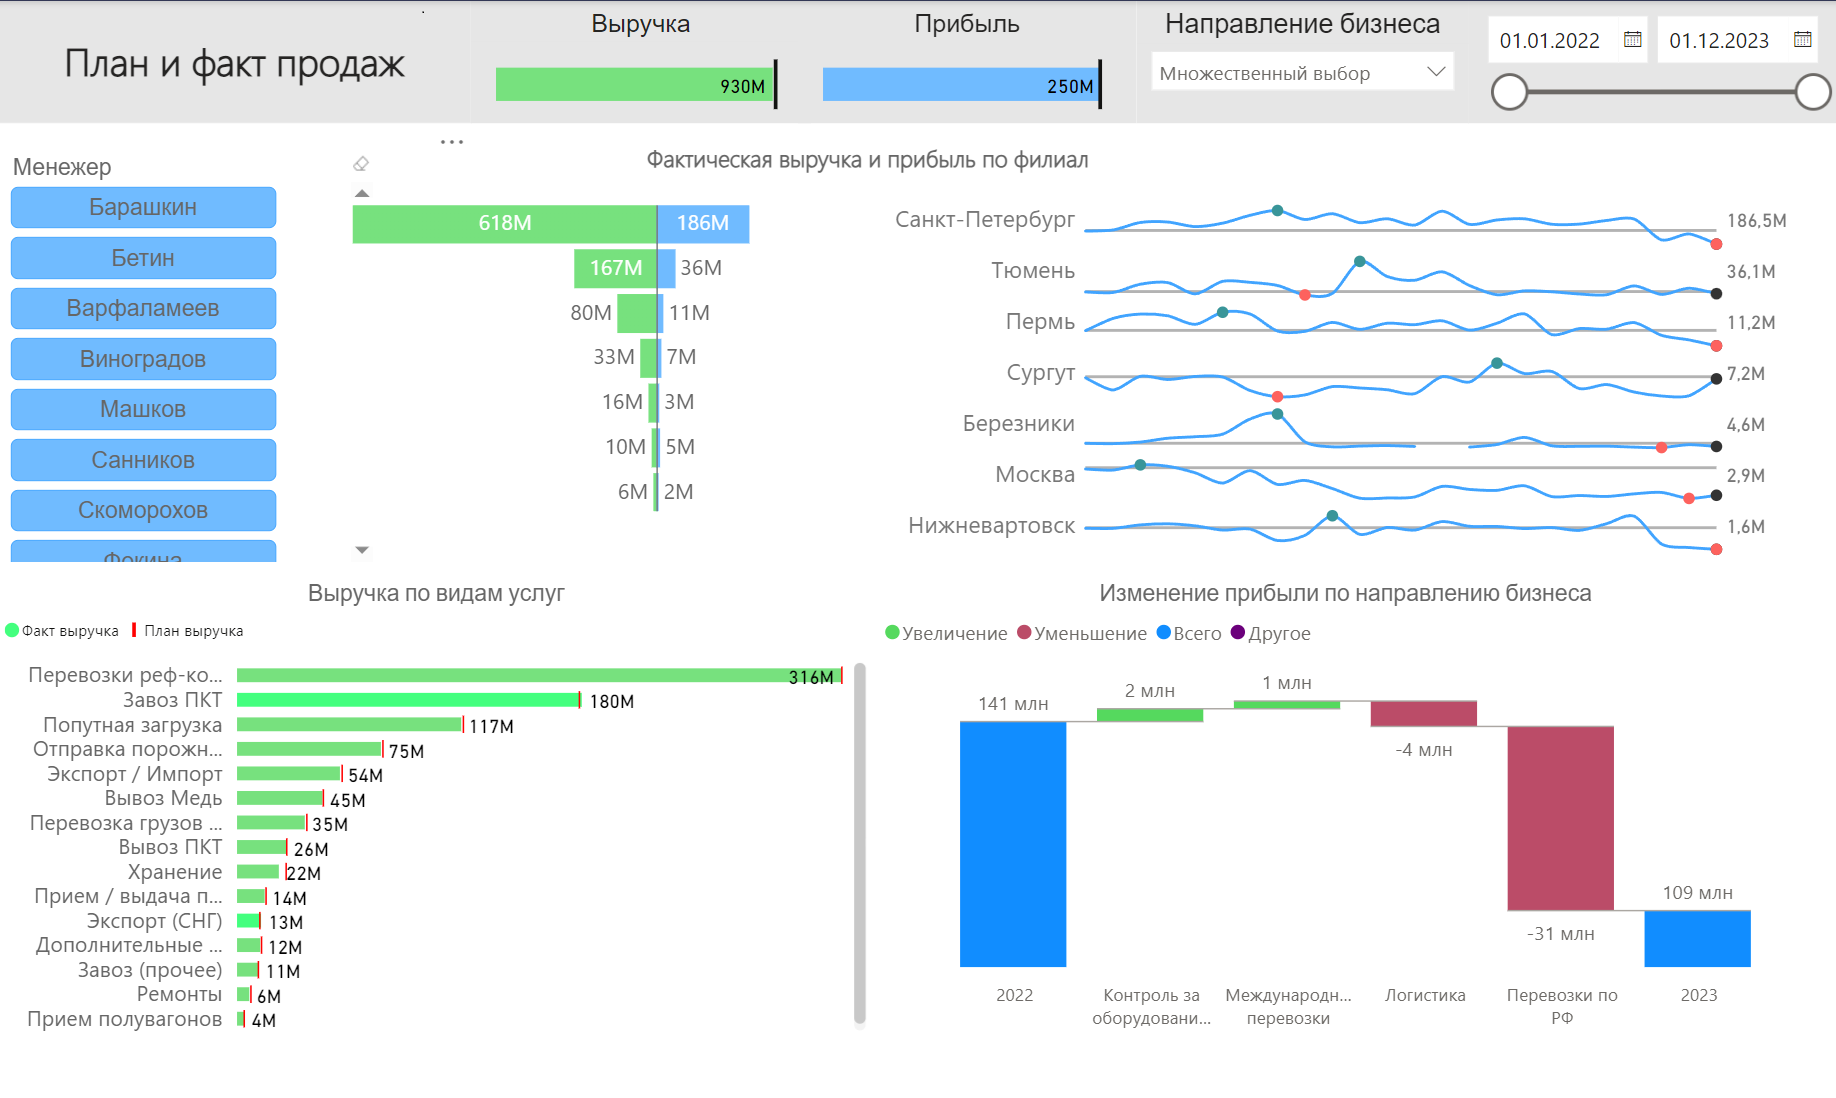 План и факт продаж
Выручка
930M
Прибыль
250M
Направление бизнеса
Множественный выбор
01.01.2022
01.12.2023
Менежер
Барашкин
Бетин
Варфаламеев
Виноградов
Машков
Санников
Скоморохов
Фокина
Фактическая выручка и прибыль по филиал
618M 186M
167M 36M
80M 11M
33M 7M
16M 3M
10M 5M
6M 2M
Санкт-Петербург 186,5M
Тюмень 36,1M
Пермь 11,2M
Сургут 7,2M
Березники 4,6M
Москва 2,9M
Нижневартовск 1,6M
Выручка по видам услуг
Факт выручка План выручка
Перевозки реф-ко... 316M
Завоз ПКТ 180M
Попутная загрузка 117M
Отправка порожн... 75M
Экспорт / Импорт 54M
Вывоз Медь 45M
Перевозка грузов ... 35M
Вывоз ПКТ 26M
Хранение 22M
Прием / выдача п... 14M
Экспорт (СНГ) 13M
Дополнительные ... 12M
Завоз (прочее) 11M
Ремонты 6M
Прием полувагонов 4M
Изменение прибыли по направлению бизнеса
Увеличение Уменьшение Всего Другое
141 млн
2 млн
1 млн
-4 млн
-31 млн
109 млн
2022
Контроль за
оборудовани...
Международн...
перевозки
Логистика
Перевозки по
РФ
2023